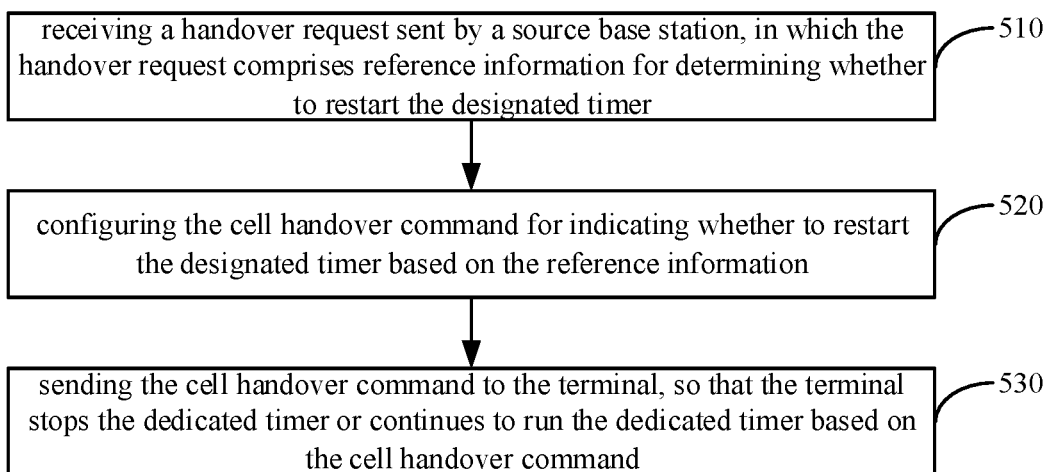 receiving a handover request sent by a source base station, in which the
handover request comprises reference information for determining whether
to restart the designated timer
510
configuring the cell handover command for indicating whether to restart
the designated timer based on the reference information
520
sending the cell handover command to the terminal, so that the terminal
stops the dedicated timer or continues to run the dedicated timer based on
the cell handover command
530